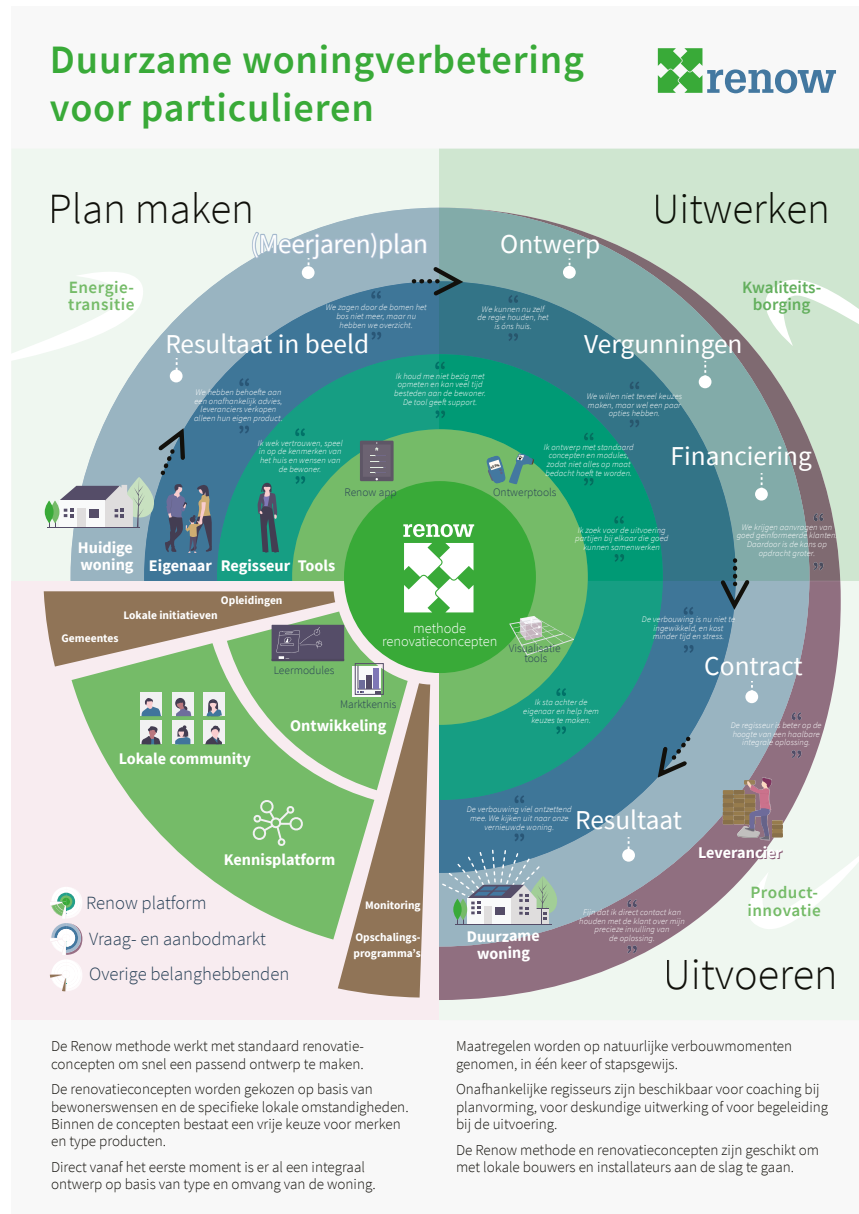 Duurzame woningverbetering
voor particulieren
renow
Plan maken
Uitwerken
(Meerjaren)plan
Ontwerp
Energie-
transitie
Kwaliteits-
borging
“
We zagen door de bomen het
bos niet meer, maar nu
hebben we overzicht.
”
“
We kunnen nu zelf
de regie houden, het
is óns huis.
”
Resultaat in beeld
Vergunningen
“
We hebben behoefte aan
een onafhankelijk advies,
leveranciers verkopen
alleen hun eigen product.
”
“
Ik houd me niet bezig met
opmeten en kan veel tijd
besteden aan de bewoner.
De tool geeft support.
”
“
We willen niet teveel keuzes
maken, maar wel een paar
opties hebben.
”
“
Ik wek vertrouwen, speel
in op de kenmerken van
het huis en wensen van
de bewoner.
”
“
Ik ontwerp met standaard
concepten en modules,
zodat niet alles op maat
bedacht hoeft te worden.
”
Financiering
Renow app
Ontwerptools
“
Ik zoek voor de uitvoering
partijen bij elkaar die goed
kunnen samenwerken
”
“
We krijgen aanvragen van
goed geïnformeerde klanten.
Daardoor is de kans op
opdracht groter.
”
Huidige
woning
Eigenaar
Regisseur
Tools
renow
methode
renovatieconcepten
Visualisatie
tools
Opleidingen
Lokale initiatieven
Gemeentes
Leermodules
Marktkennis
Ontwikkeling
Lokale community
Kennisplatform
Monitoring
Opschalings-
programma’s
“
De verbouwing is nu niet te
ingewikkeld, en kost
minder tijd en stress.
”
Contract
“
Ik sta achter de
eigenaar en help hem
keuzes te maken.
”
“
De regisseur is beter op de
hoogte van een haalbare
integrale oplossing.
”
“
De verbouwing viel ontzettend
mee. We kijken uit naar onze
vernieuwde woning.
”
Resultaat
Leverancier
Product-
innovatie
“
Fijn dat ik direct contact kan
houden met de klant over mijn
precieze invulling van
de oplossing.
”
Duurzame
woning
Uitvoeren
Renow platform
Vraag- en aanbodmarkt
Overige belanghebbenden
De Renow methode werkt met standaard renovatie-
concepten om snel een passend ontwerp te maken.
De renovatieconcepten worden gekozen op basis van
bewonerswensen en de specifieke lokale omstandigheden.
Binnen de concepten bestaat een vrije keuze voor merken
en type producten.
Direct vanaf het eerste moment is er al een integraal
ontwerp op basis van type en omvang van de woning.
Maatregelen worden op natuurlijke verbouwmomenten
genomen, in één keer of stapsgewijs.
Onafhankelijke regisseurs zijn beschikbaar voor coaching bij
planvorming, voor deskundige uitwerking of voor begeleiding
bij de uitvoering.
De Renow methode en renovatieconcepten zijn geschikt om
met lokale bouwers en installateurs aan de slag te gaan.